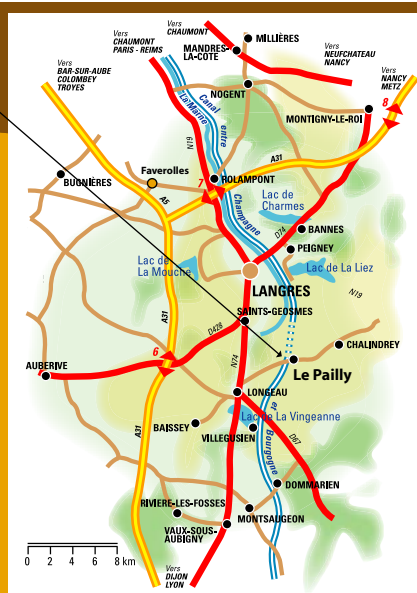 Vers
CHAUMONT
MILLIÈRES
Vers
CHAUMONT
PARIS - REIMS
MANDRES-
LA-COTE
Vers
NEUFCHATEAU
NANCY
Vers
BAR-SUR-AUBE
COLOMBEY
TROYES
Vers
NANCY
METZ
NOGENT
8
La Marne
Canal
entre
Champagne
et
Bourgogne
MONTIGNY-LE-ROI
N19
A31
Faverolles
7
ROLAMPONT
BUGNIÈRES
A5
Lac de
Charmes
BANNES
D74
PEIGNEY
Lac de
La Mouche
Lac de La Liez
LANGRES
N19
A31
SAINTS-GEOSMES
D428
CHALINDREY
6
N74
Le Pailly
AUBERIVE
LONGEAU
A31
BAISSEY
Lac de La Vingeanne
VILLEGUSIEN
D67
DOMMARIEN
RIVIERE-LES-FOSSES
MONTSAUGEON
VAUX-SOUS-
AUBIGNY
0 2 4 6 8 km
Vers
DIJON
LYON